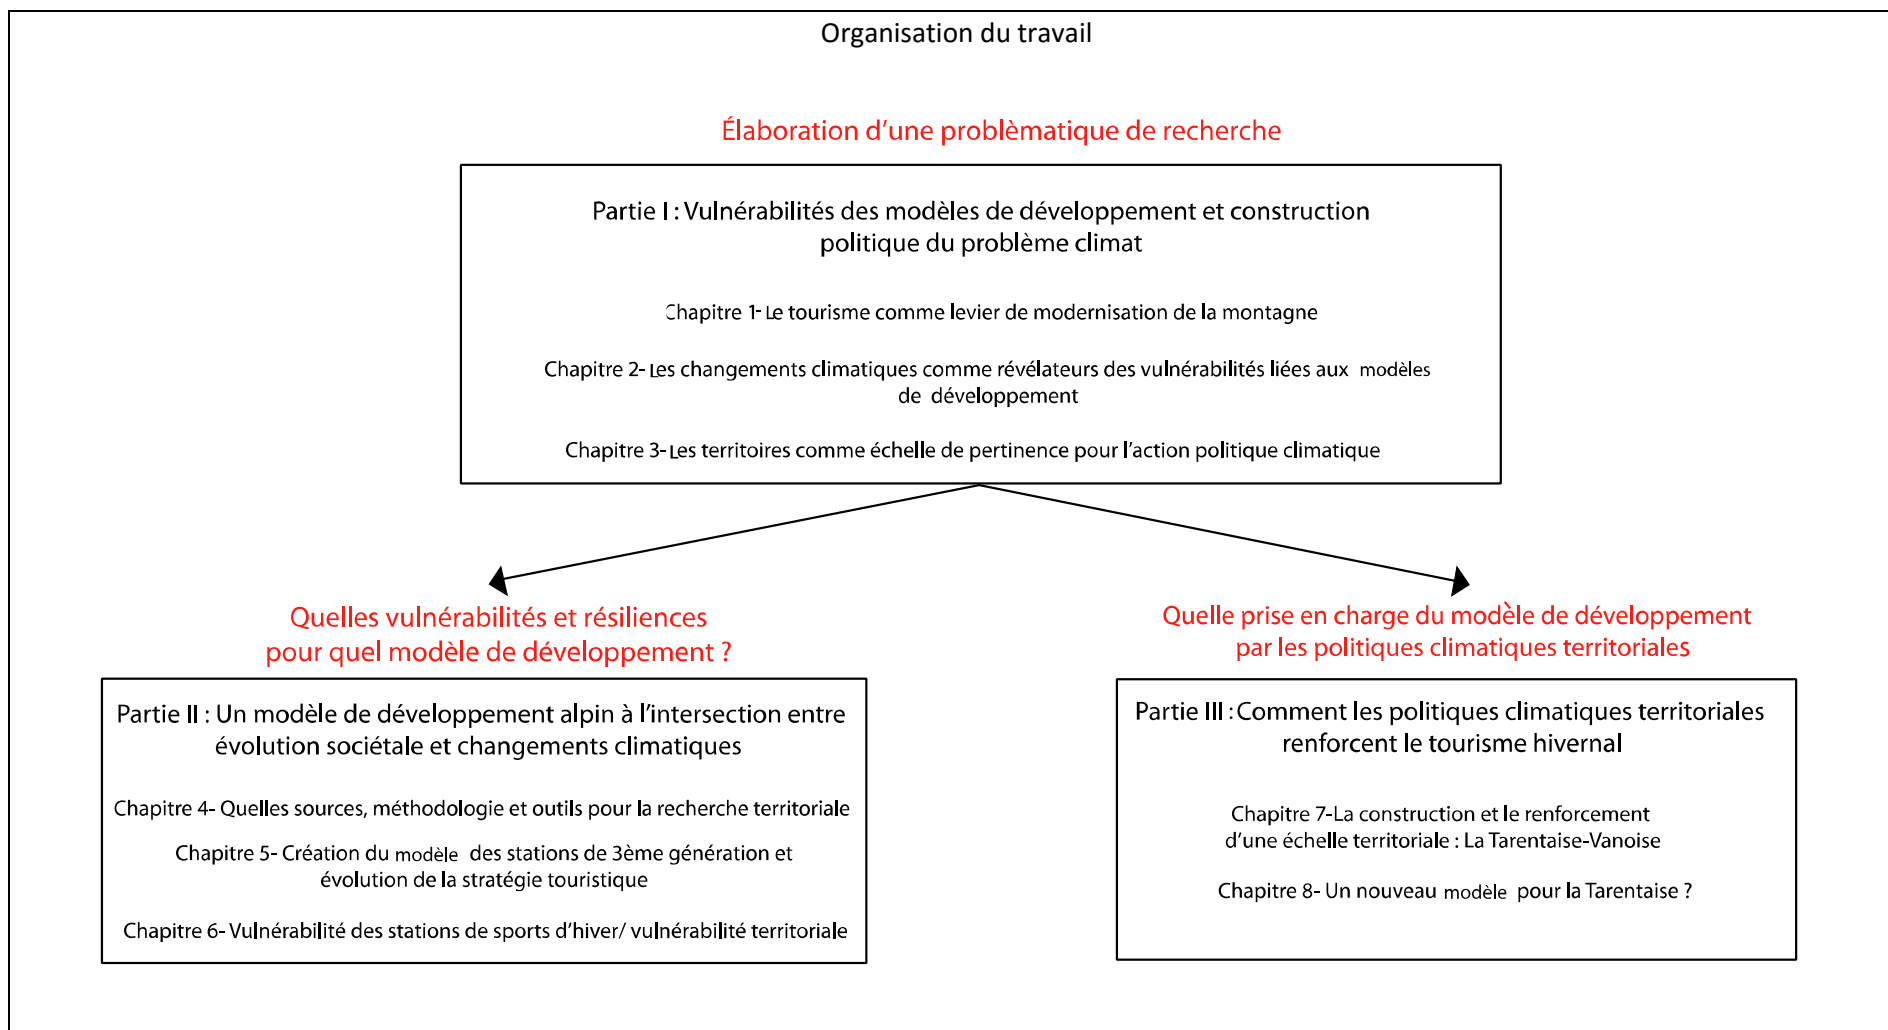 Organisation du travail
Élaboration d'une problèmatique de recherche
Partie I : Vulnérabilités des modèles de développement et construction
politique du problème climat
Chapitre 1- Le tourisme comme levier de modernisation de la montagne
Chapitre 2- Les changements climatiques comme révélateurs des vulnérabilités liées aux modèles
de développement
Chapitre 3- Les territoires comme échelle de pertinence pour l'action politique climatique
Quelles vulnérabilités et résiliences
pour quel modèle de développement ?
Partie II : Un modèle de développement alpin à l'intersection entre
évolution sociétale et changements climatiques
Chapitre 4- Quelles sources, méthodologie et outils pour la recherche territoriale
Chapitre 5- Création du modèle des stations de 3ème génération et
évolution de la stratégie touristique
Chapitre 6- Vulnérabilité des stations de sports d'hiver/ vulnérabilité territoriale
Quelle prise en charge du modèle de développement
par les politiques climatiques territoriales
Partie III : Comment les politiques climatiques territoriales
renforcent le tourisme hivernal
Chapitre 7-La construction et le renforcement
d'une échelle territoriale : La Tarentaise-Vanoise
Chapitre 8- Un nouveau modèle pour la Tarentaise ?